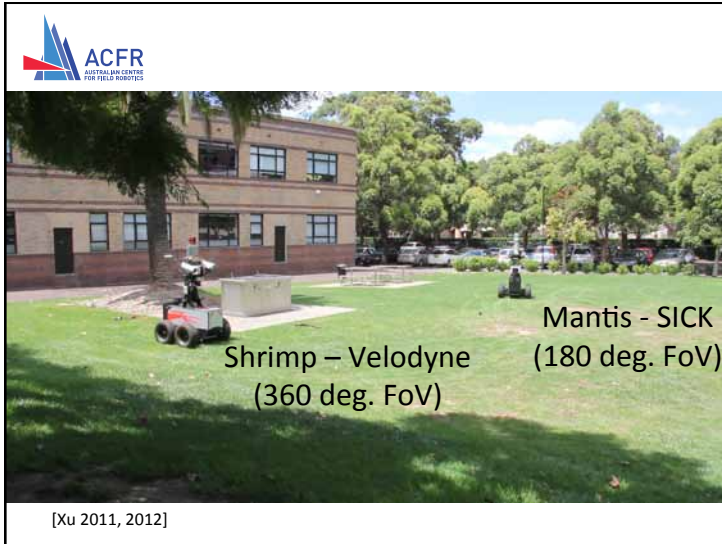 ACFR
AUSTRALIAN CENTRE
FOR FIELD ROBOTICS
Mantis - SICK
(180 deg. FoV)
Shrimp – Velodyne
(360 deg. FoV)
[Xu 2011, 2012]